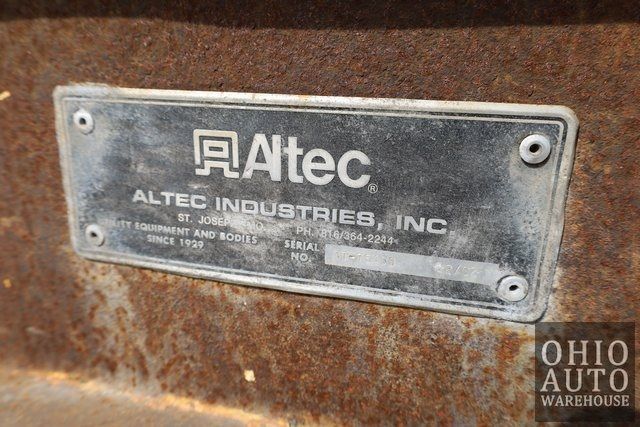 Altec®
ALTEC INDUSTRIES, INC.
ST. JOSEPH, MO. PH. 816/364-2244
UTILITY EQUIPMENT AND BODIES
SINCE 1929
SERIAL
NO.
OHIO
AUTO
WAREHOUSE